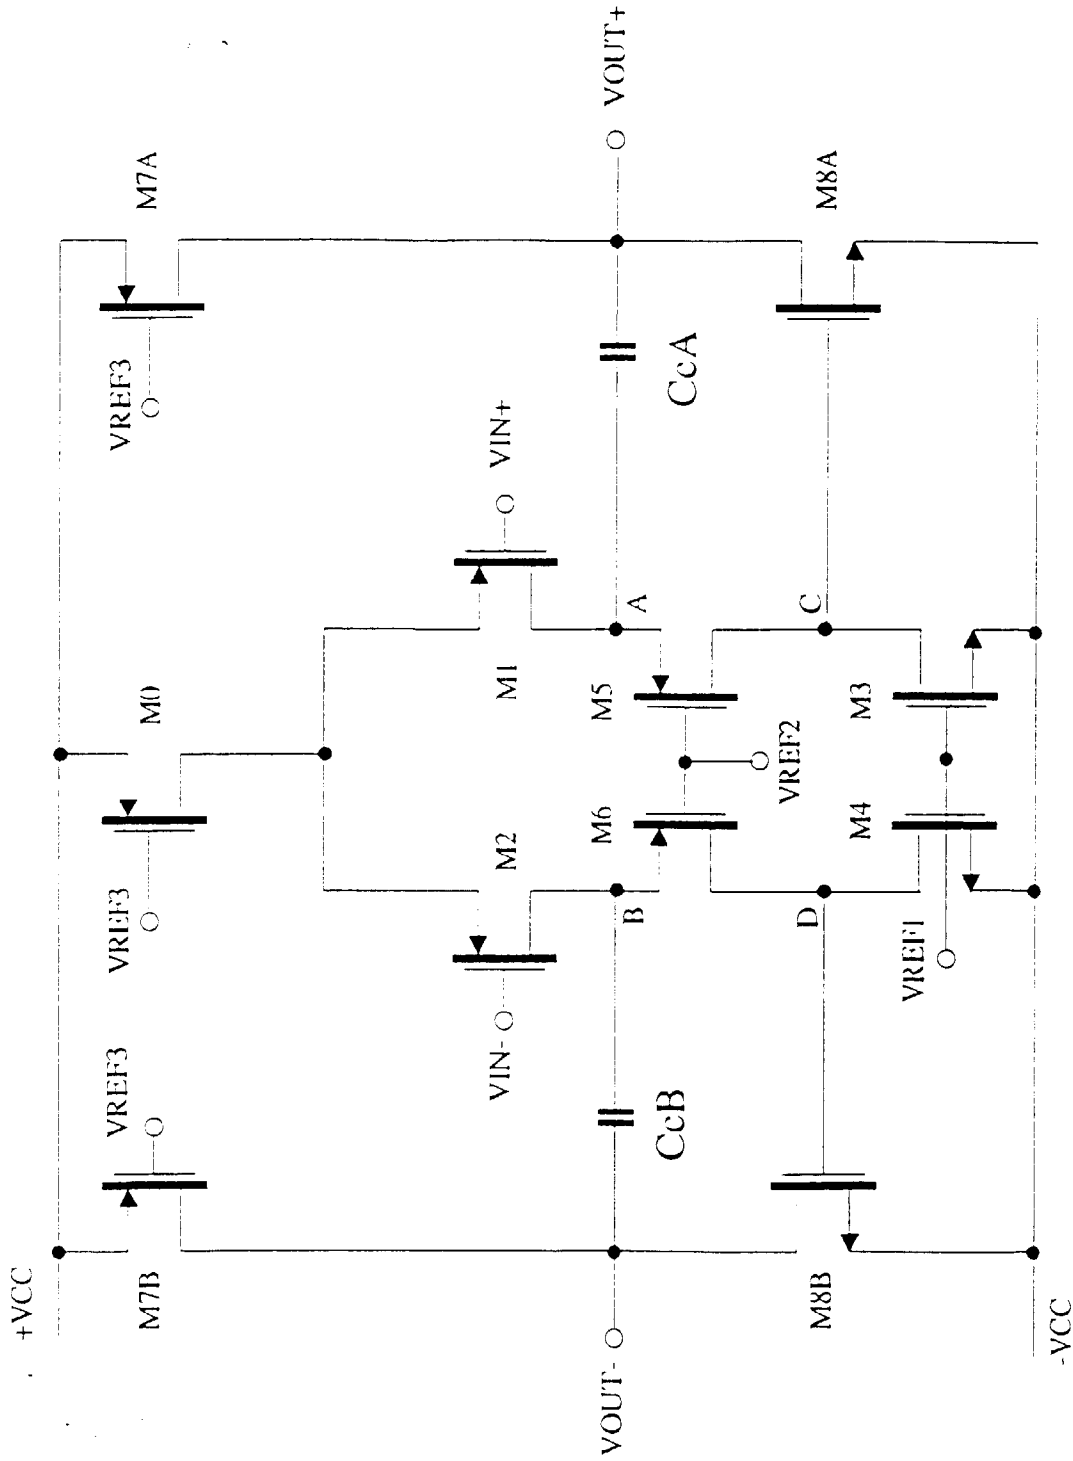 +VCC
M7B
VREF3
VREF3
M0
VREF3
M7A
VIN-
M2
M1
VIN+
VOUT-
CcB
B
M6
VREF2
M5
A
CcA
VOUT+
M8B
D
C
M8A
VREF1
M4
M3
-VCC